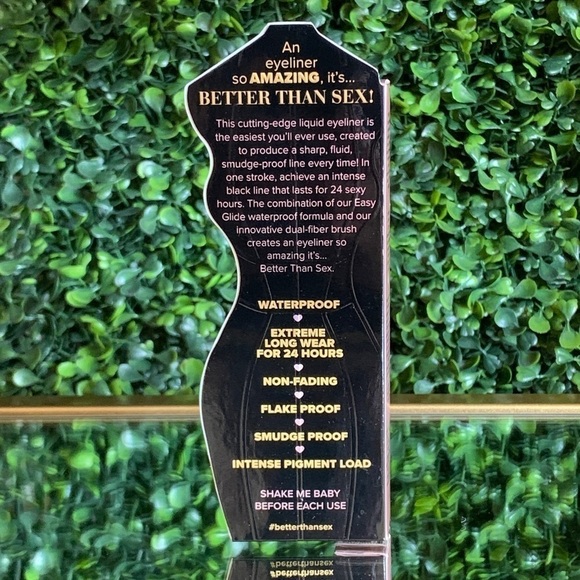 An
eyeliner
so AMAZING, it's...
BETTER THAN SEX!
This cutting-edge liquid eyeliner is
the easiest you'll ever use, created
to produce a sharp, fluid,
smudge-proof line every time! In
one stroke, achieve an intense
black line that lasts for 24 sexy
hours. The combination of our Easy
Glide waterproof formula and our
innovative dual-fiber brush
creates an eyeliner so
amazing it's...
Better Than Sex.
WATERPROOF
EXTREME
LONG WEAR
FOR 24 HOURS
NON-FADING
FLAKE PROOF
SMUDGE PROOF
INTENSE PIGMENT LOAD
SHAKE ME BABY
BEFORE EACH USE
#betterthansex
#betterthansex